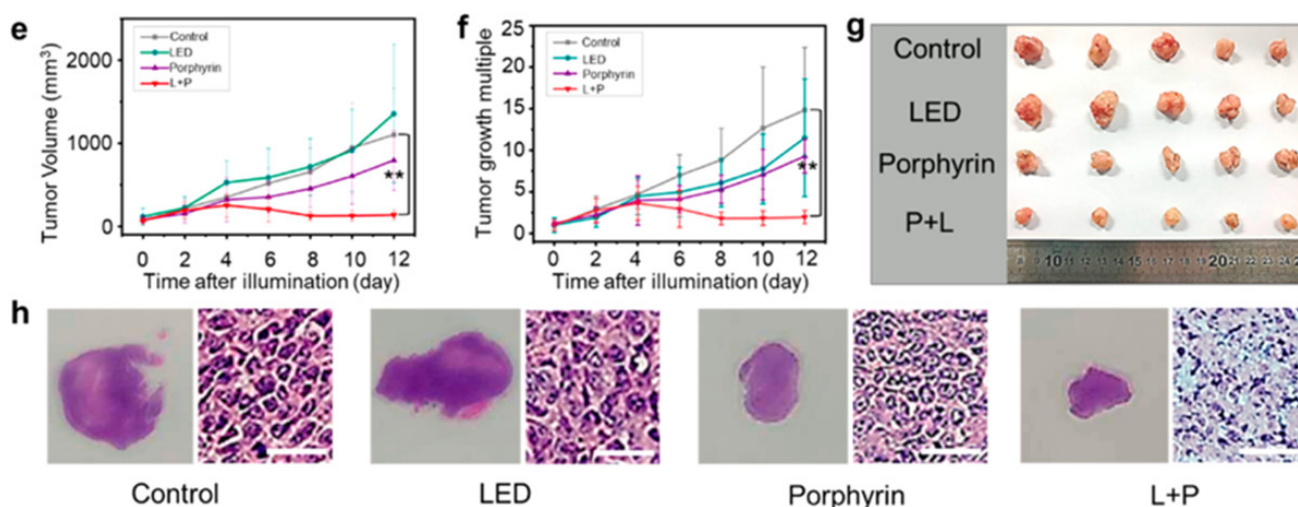 e
Tumor Volume (mm³)
2000
1000
0
Control
LED
Porphyrin
L+P
**
0 2 4 6 8 10 12
Time after illumination (day)
f
Tumor growth multiple
25
20
15
10
5
0
Control
LED
Porphyrin
L+P
**
0 2 4 6 8 10 12
Time after illumination (day)
g
Control
LED
Porphyrin
P+L
8 9 10 11 12 13 14 15 16 17 18 19 20 21 22 23 24
h
Control
LED
Porphyrin
L+P